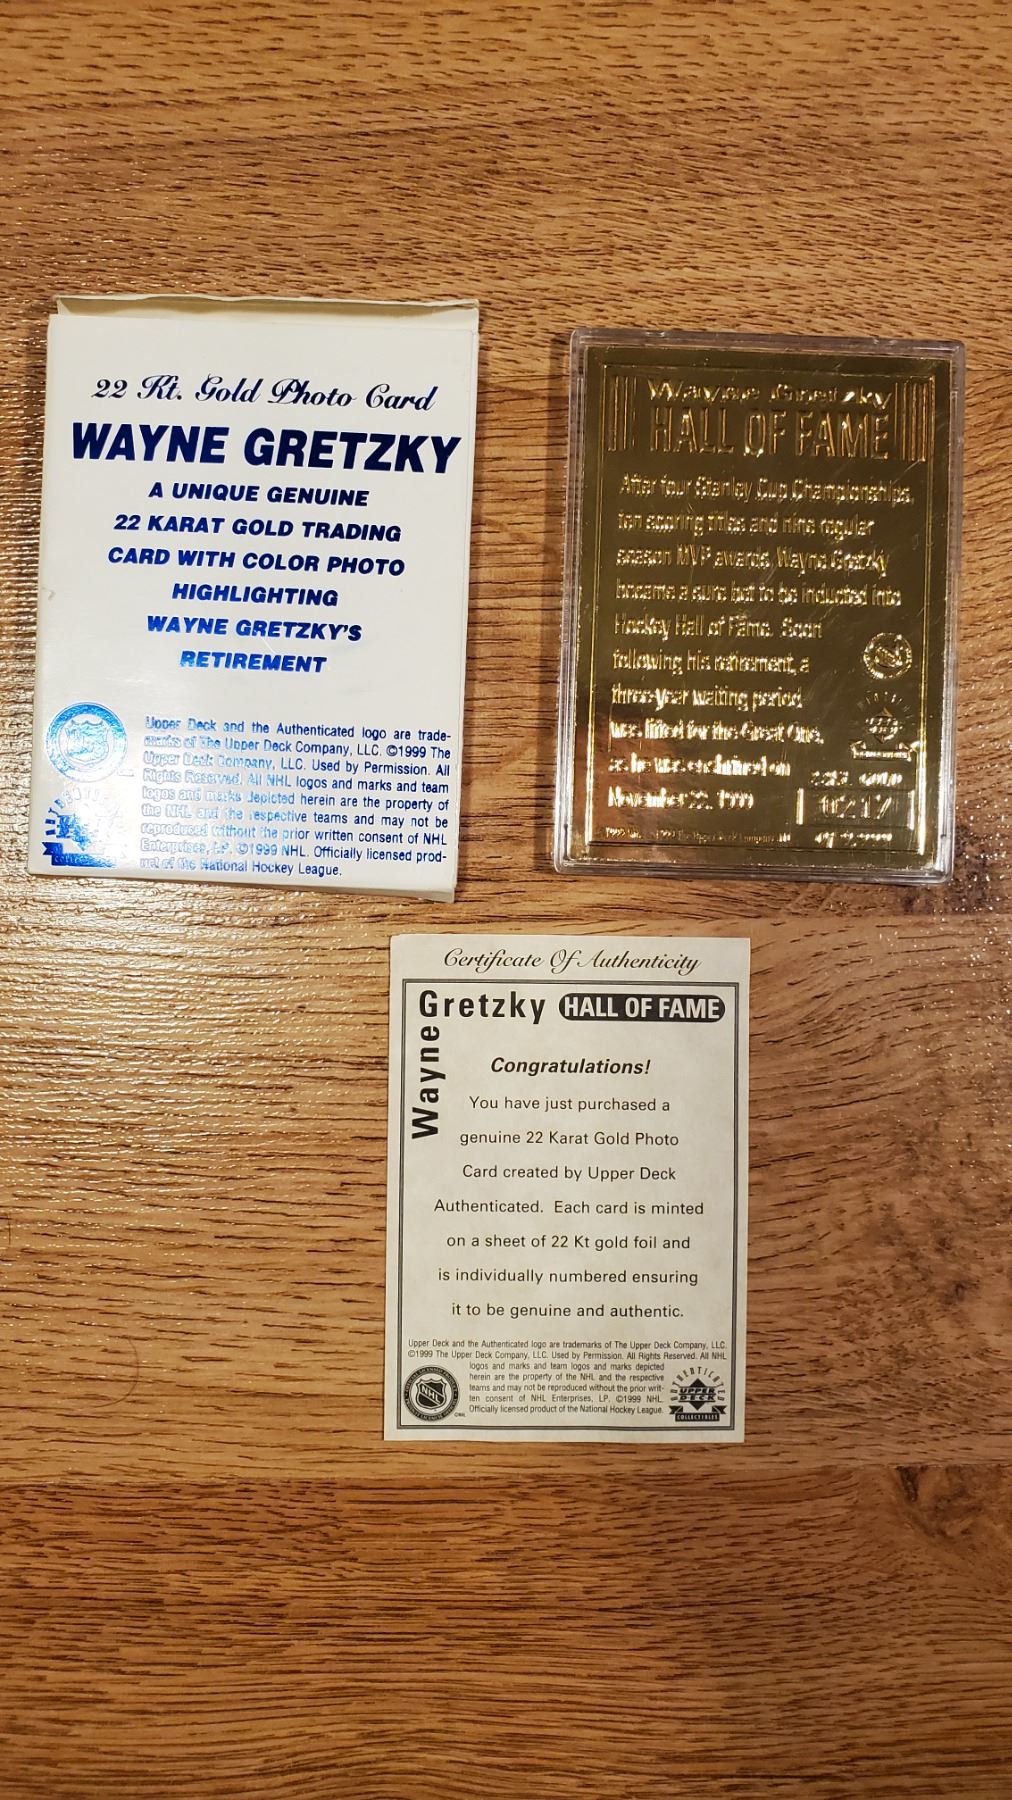 22 Kt. Gold Photo Card
WAYNE GRETZKY
A UNIQUE GENUINE
22 KARAT GOLD TRADING
CARD WITH COLOR PHOTO
HIGHLIGHTING
WAYNE GRETZKY'S
RETIREMENT
Upper Deck and the Authenticated logo are trade-
marks of The Upper Deck Company, LLC. ©1999 The
Upper Deck Company, LLC. Used by Permission. All
Rights Reserved. All NHL logos and marks and team
logos and marks depicted herein are the property of
the NHL and the respective teams and may not be
reproduced without the prior written consent of NHL
Enterprises, LP. ©1999 NHL. Officially licensed prod-
uct of the National Hockey League.
Wayne Gretzky
HALL OF FAME
After four Stanley Cup Championships,
ten scoring titles and nine regular
season MVP awards, Wayne Gretzky
became a sure bet to be inducted into
Hockey Hall of Fame. Soon
following his retirement, a
three-year waiting period
was lifted for the Great One,
as he was enshrined on
November 22, 1999
22KT. GOLD
Certificate Of Authenticity
Wayne
Gretzky HALL OF FAME
Congratulations!
You have just purchased a
genuine 22 Karat Gold Photo
Card created by Upper Deck
Authenticated. Each card is minted
on a sheet of 22 Kt gold foil and
is individually numbered ensuring
it to be genuine and authentic.
Upper Deck and the Authenticated logo are trademarks of The Upper Deck Company, LLC.
©1999 The Upper Deck Company, LLC. Used by Permission. All Rights Reserved. All NHL
logos and marks and team logos and marks depicted
herein are the property of the NHL and the respective
teams and may not be reproduced without the prior writ-
ten consent of NHL Enterprises, LP. ©1999 NHL.
Officially licensed product of the National Hockey League.
NHL
AUTHENTICATED
UPPER
DECK
COLLECTIBLES